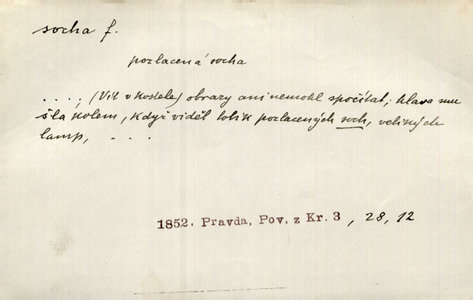 socha f.
pozlacená socha
. . . . ; (Vít v kostele) obrazy ani nemohl spočítat; hlava mu
šla kolem, když viděl tolik pozlacených soch, velikých
lamp, . . .
1852. Pravda, Pov. z Kr. 3, 28, 12